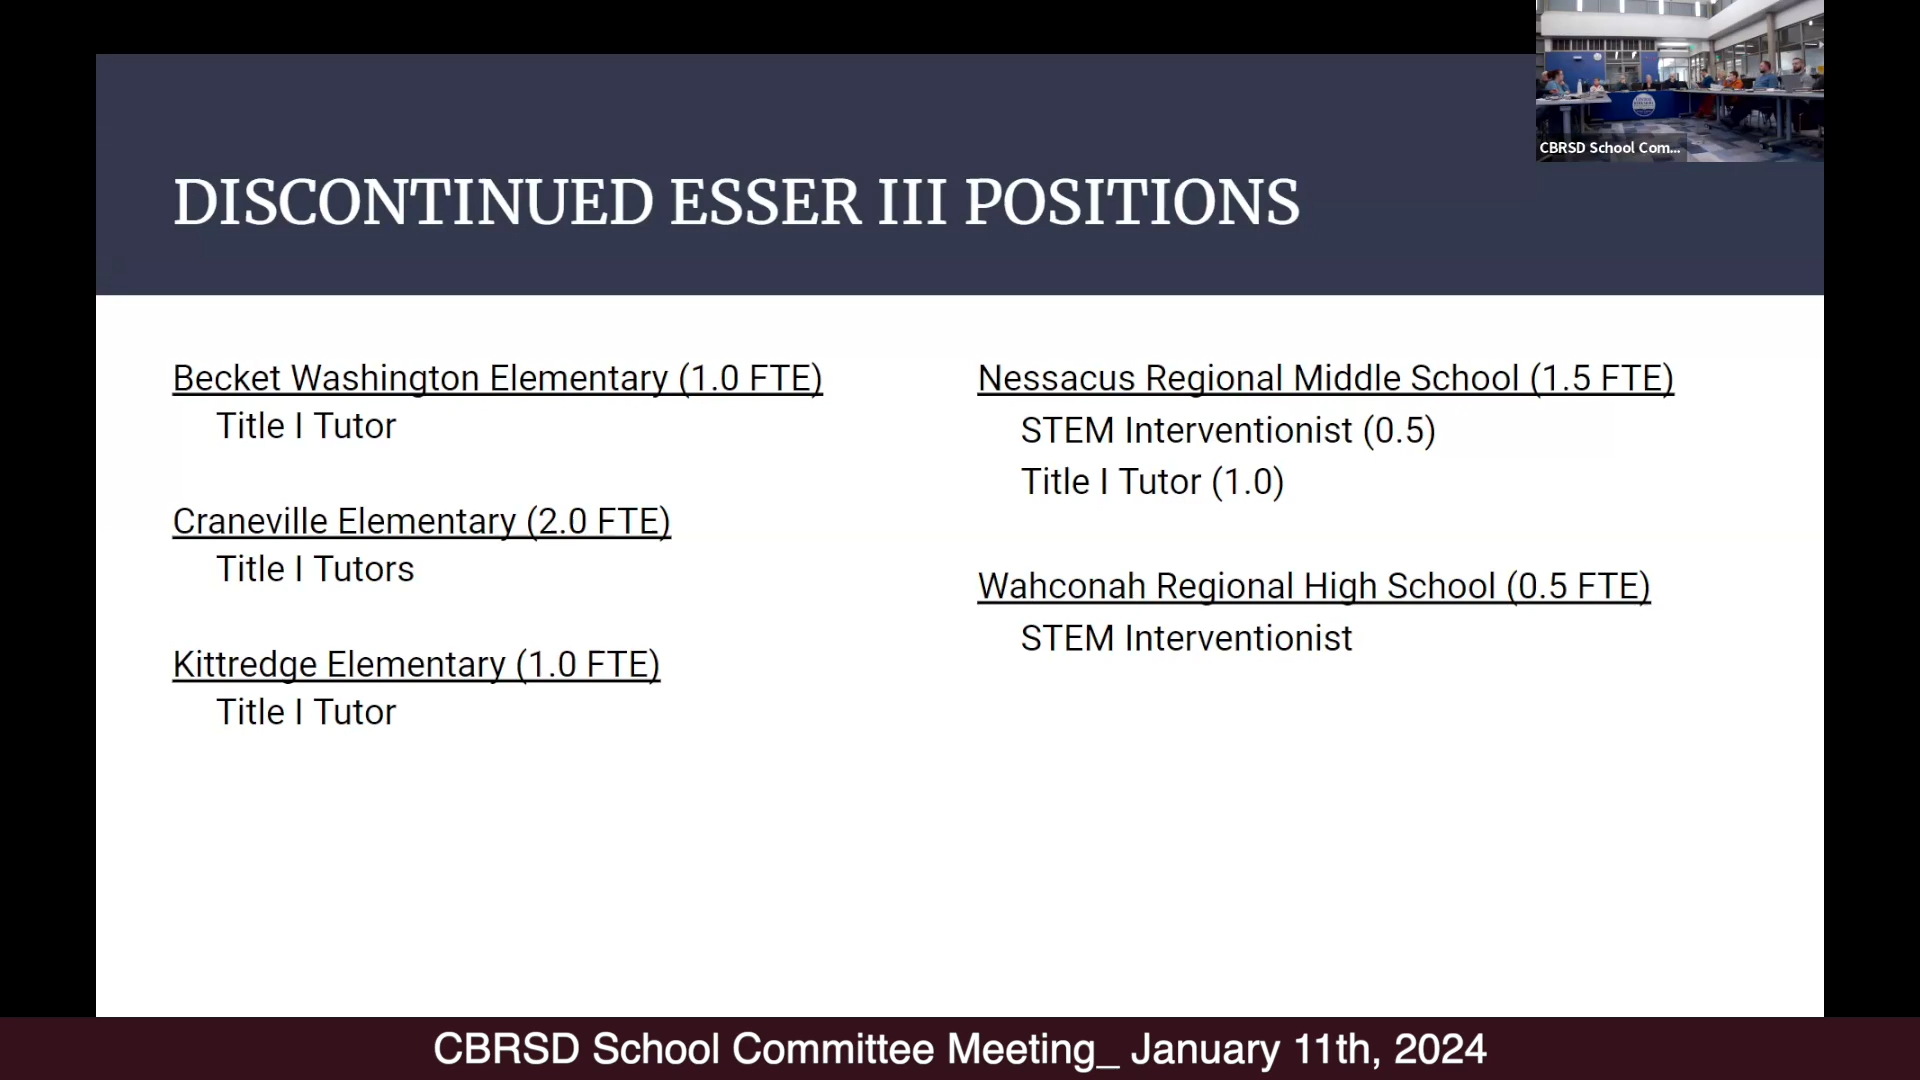 CBRSD School Com...
DISCONTINUED ESSER III POSITIONS
Becket Washington Elementary (1.0 FTE)
Title I Tutor
Craneville Elementary (2.0 FTE)
Title I Tutors
Kittredge Elementary (1.0 FTE)
Title I Tutor
Nessacus Regional Middle School (1.5 FTE)
STEM Interventionist (0.5)
Title I Tutor (1.0)
Wahconah Regional High School (0.5 FTE)
STEM Interventionist
CBRSD School Committee Meeting_ January 11th, 2024